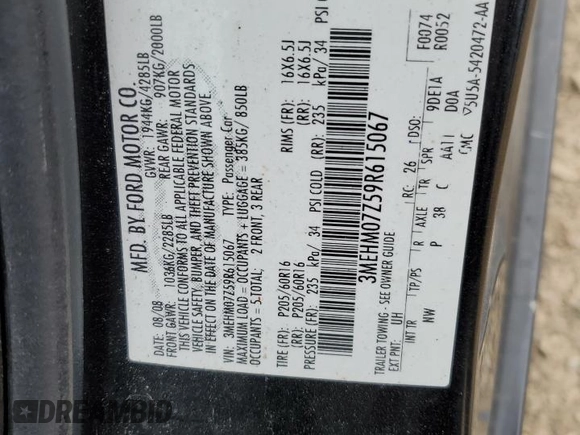 MFD. BY FORD MOTOR CO.
DATE: 08/08 GVWR: 1944KG/4285LB
FRONT GAWR: 1036KG/2285LB REAR GAWR: 907KG/2000LB
THIS VEHICLE CONFORMS TO ALL APPLICABLE FEDERAL MOTOR
VEHICLE SAFETY, BUMPER, AND THEFT PREVENTION STANDARDS
IN EFFECT ON THE DATE OF MANUFACTURE SHOWN ABOVE.
VIN: 3MEHM07Z59R615067 TYPE: Passenger Car
MAXIMUM LOAD = OCCUPANTS + LUGGAGE = 385KG/ 850LB
OCCUPANTS = 5-TOTAL: 2 FRONT, 3 REAR
TIRE (FR): P205/60R16 RIMS (FR): 16X6.5J
(RR): P205/60R16 (RR): 16X6.5J
PRESSURE (FR): 235 kPa/ 34 PSI COLD (RR): 235 kPa/ 34 PSI
3MEHM07Z59R615067
TRAILER TOWING - SEE OWNER GUIDE
EXT PNT: UH RC: 26 DSO: F0074
R0052
INT TR TP/PS R AXLE TR SPR 9DE1A
NW P 38 C AA11 D0A
CMC 5U5A-5420472-AA
DREAMBID